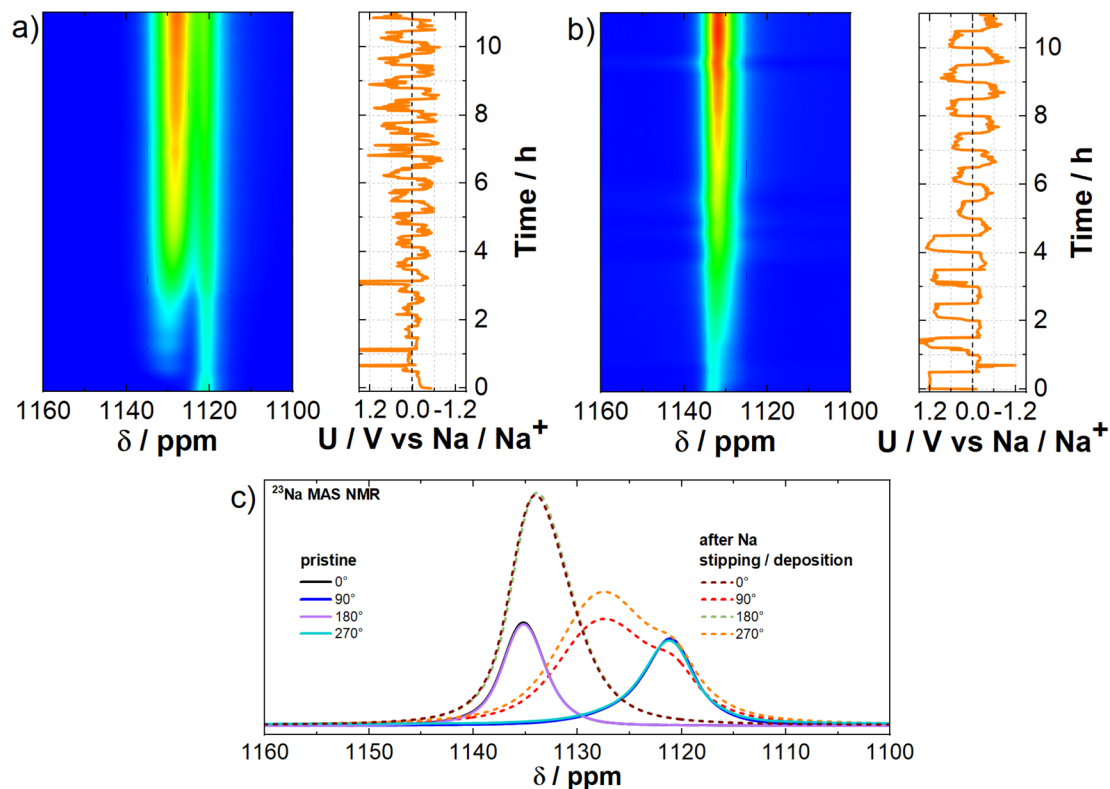 a)
10
8
6
4
2
0
Time / h
1160 1140 1120 1100
δ / ppm
1.2 0.0 -1.2
U / V vs Na / Na⁺
b)
10
8
6
4
2
0
Time / h
1160 1140 1120 1100
δ / ppm
1.2 0.0 -1.2
U / V vs Na / Na⁺
c)
²³Na MAS NMR
pristine
0°
90°
180°
270°
after Na
stipping / deposition
0°
90°
180°
270°
1160 1150 1140 1130 1120 1110 1100
δ / ppm